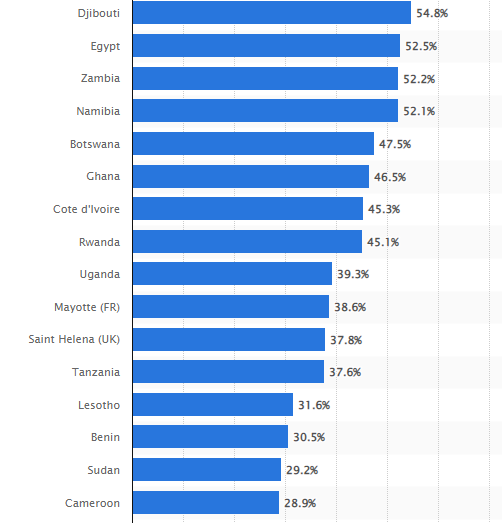 Djibouti 54.8%
Egypt 52.5%
Zambia 52.2%
Namibia 52.1%
Botswana 47.5%
Ghana 46.5%
Cote d'Ivoire 45.3%
Rwanda 45.1%
Uganda 39.3%
Mayotte (FR) 38.6%
Saint Helena (UK) 37.8%
Tanzania 37.6%
Lesotho 31.6%
Benin 30.5%
Sudan 29.2%
Cameroon 28.9%